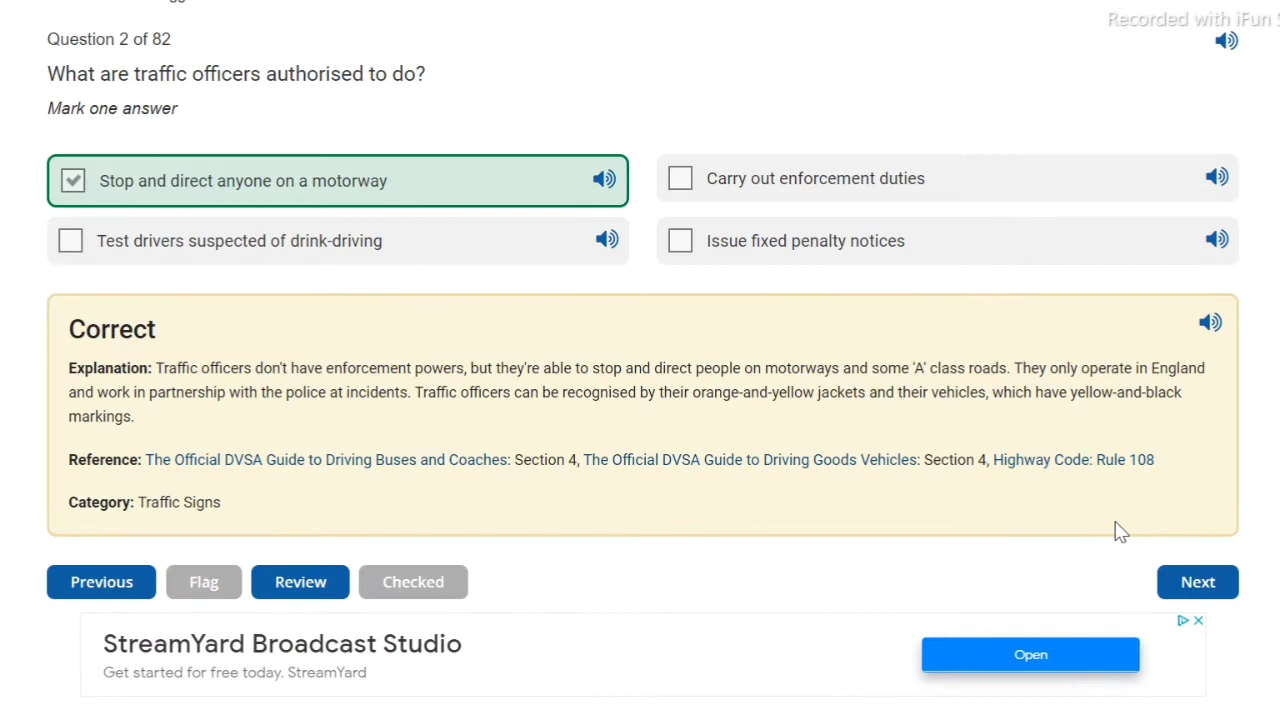 Recorded with iFun
Question 2 of 82
What are traffic officers authorised to do?
Mark one answer
Stop and direct anyone on a motorway
Carry out enforcement duties
Test drivers suspected of drink-driving
Issue fixed penalty notices
Correct
Explanation: Traffic officers don't have enforcement powers, but they're able to stop and direct people on motorways and some 'A' class roads. They only operate in England
and work in partnership with the police at incidents. Traffic officers can be recognised by their orange-and-yellow jackets and their vehicles, which have yellow-and-black
markings.
Reference: The Official DVSA Guide to Driving Buses and Coaches: Section 4, The Official DVSA Guide to Driving Goods Vehicles: Section 4, Highway Code: Rule 108
Category: Traffic Signs
Previous
Flag
Review
Checked
Next
StreamYard Broadcast Studio
Get started for free today. StreamYard
Open